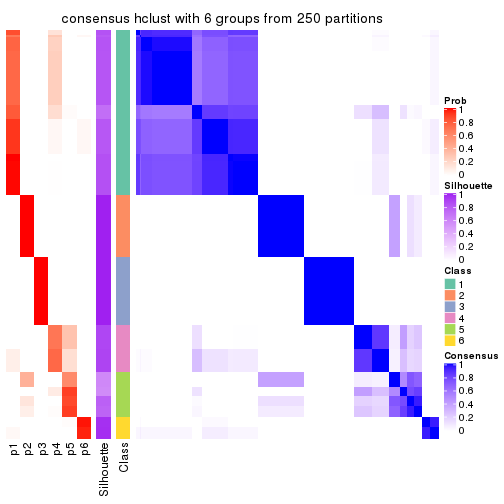 consensus hclust with 6 groups from 250 partitions
Prob
1
0.8
0.6
0.4
0.2
0
Silhouette
1
0.8
0.6
0.4
0.2
0
Class
1
2
3
4
5
6
Consensus
1
0.8
0.6
0.4
0.2
0
p1
p2
p3
p4
p5
p6
Silhouette
Class